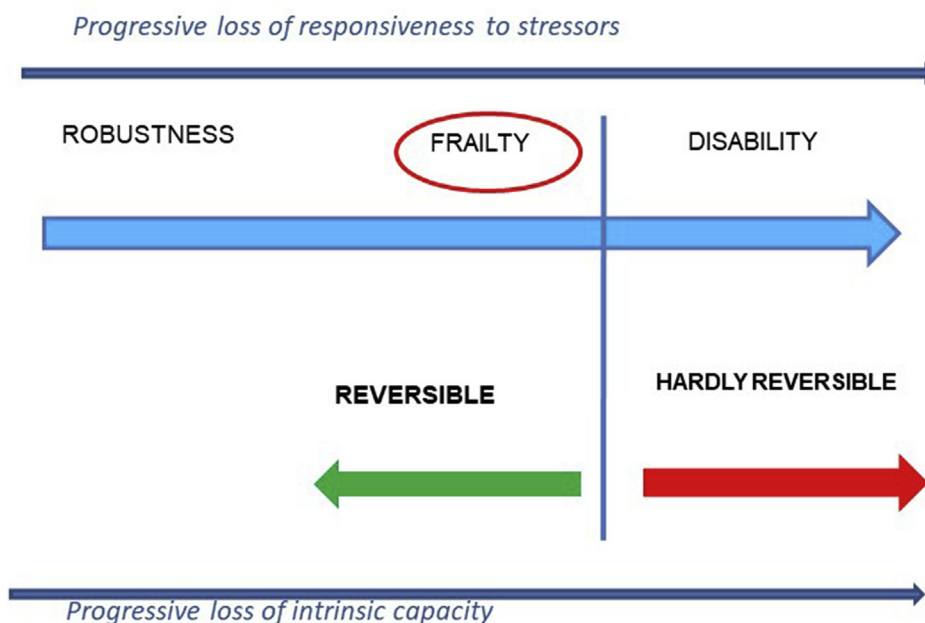 Progressive loss of responsiveness to stressors
ROBUSTNESS
FRAILTY
DISABILITY
REVERSIBLE
HARDLY REVERSIBLE
Progressive loss of intrinsic capacity